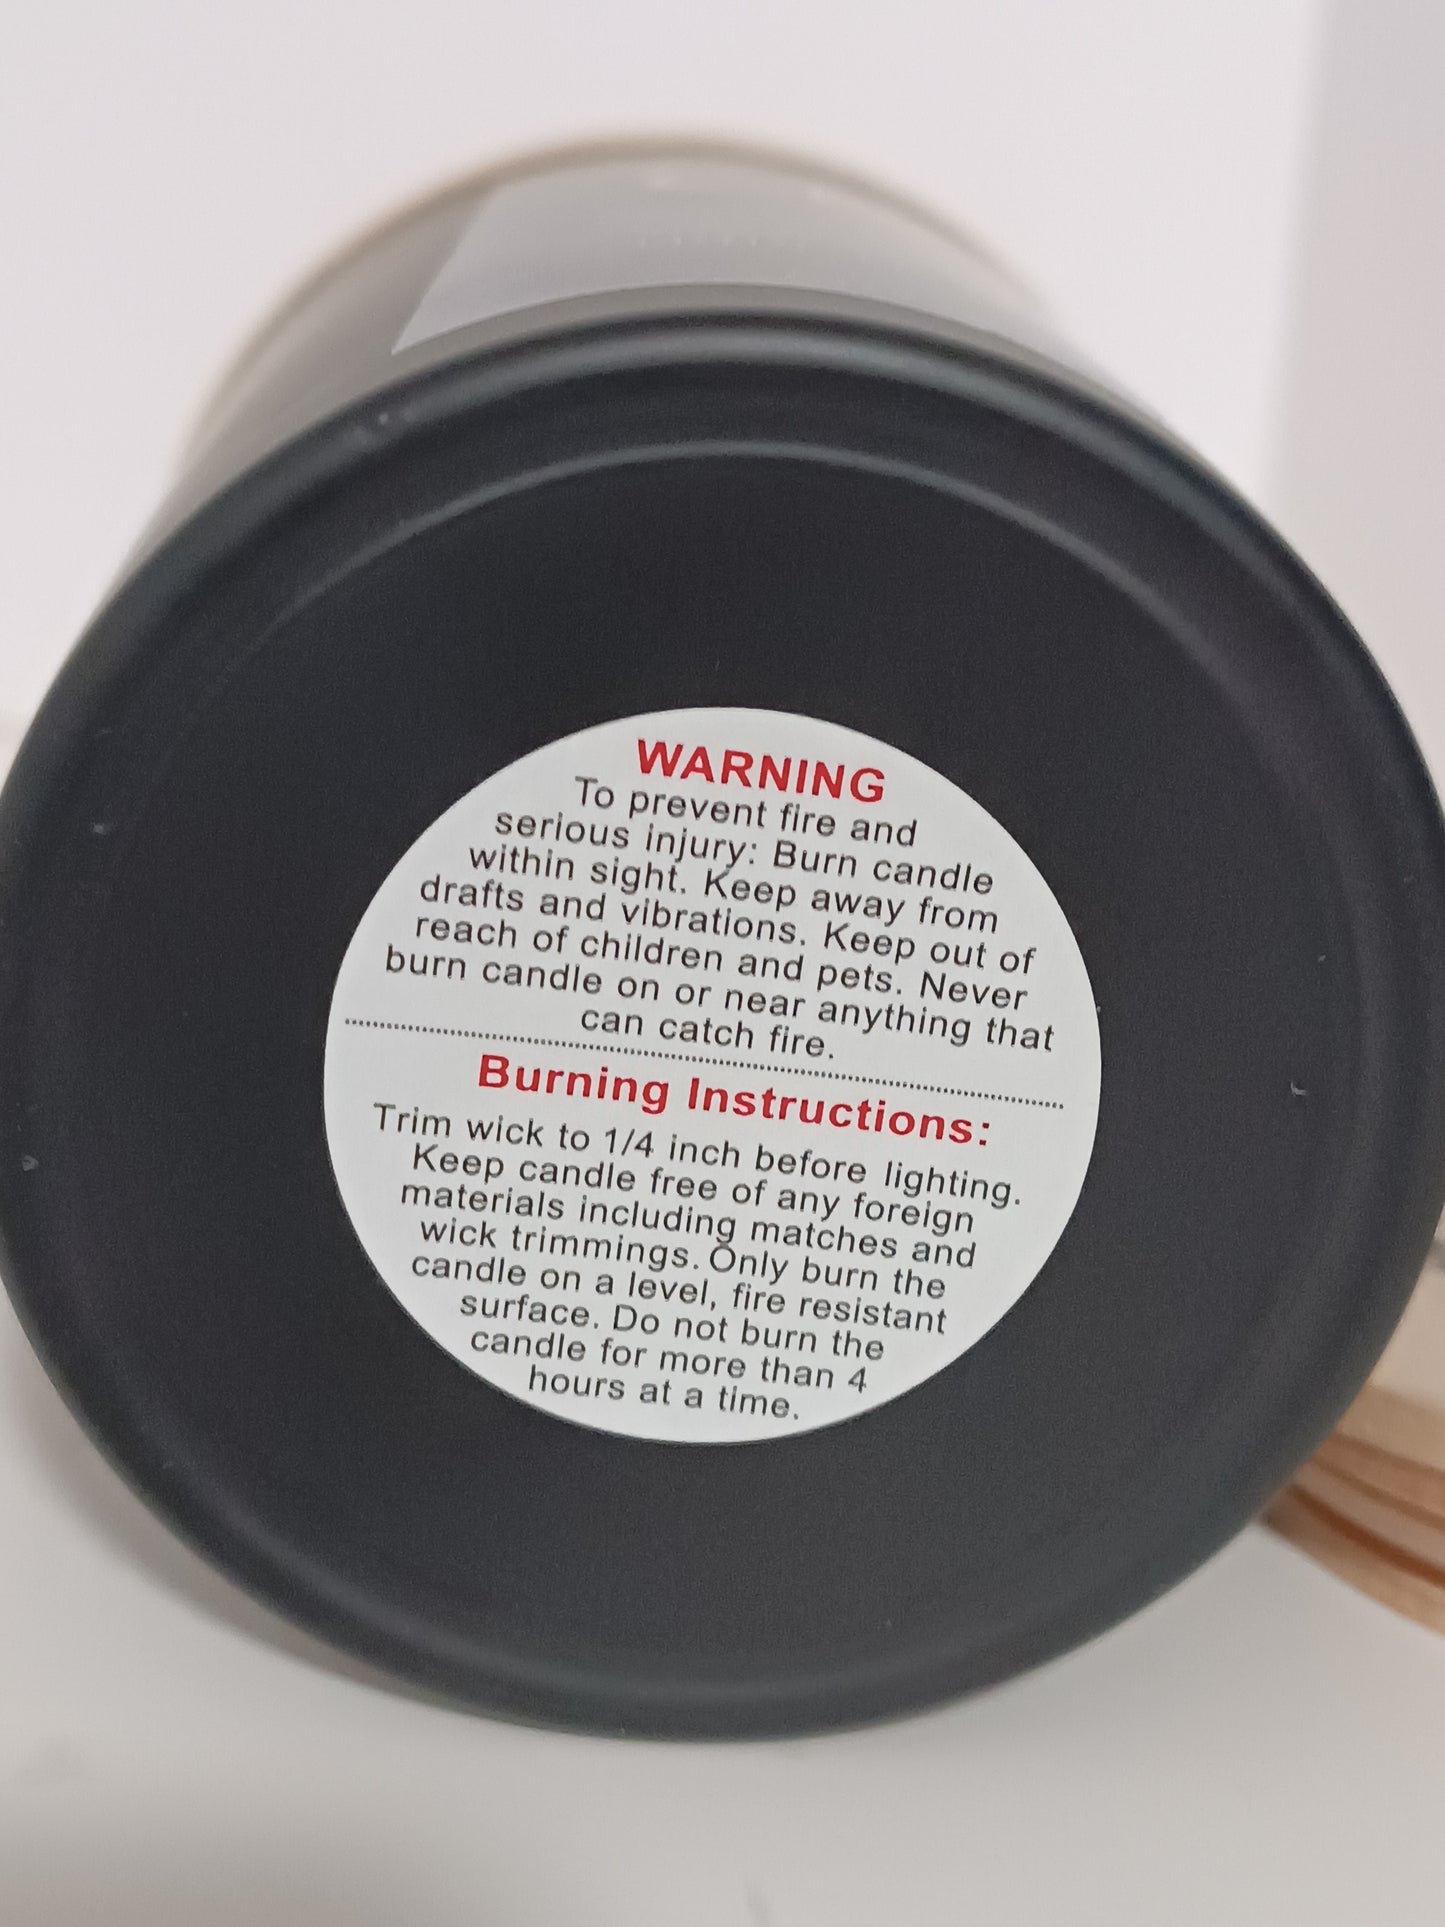 WARNING
To prevent fire and
serious injury: Burn candle
within sight. Keep away from
drafts and vibrations. Keep out of
reach of children and pets. Never
burn candle on or near anything that
can catch fire.
Burning Instructions:
Trim wick to 1/4 inch before lighting.
Keep candle free of any foreign
materials including matches and
wick trimmings. Only burn the
candle on a level, fire resistant
surface. Do not burn the
candle for more than 4
hours at a time.